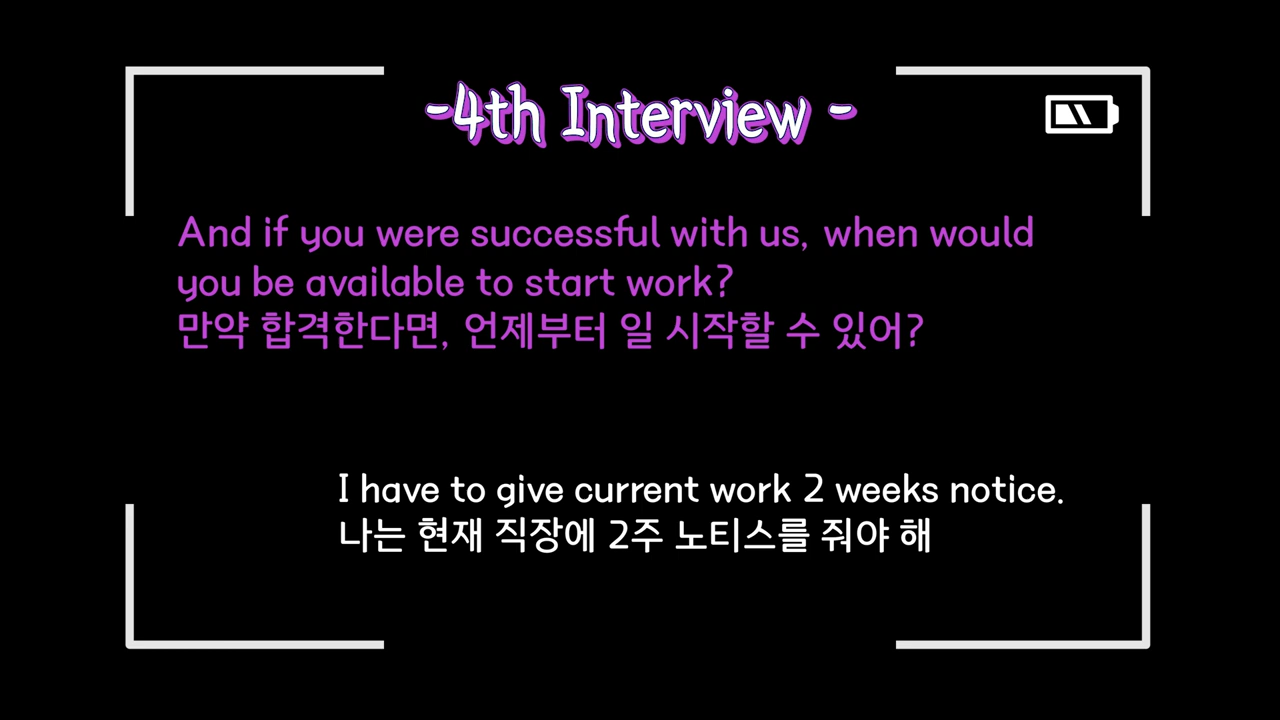 -4th Interview -
And if you were successful with us, when would
you be available to start work?
만약 합격한다면, 언제부터 일 시작할 수 있어?
I have to give current work 2 weeks notice.
나는 현재 직장에 2주 노티스를 줘야 해